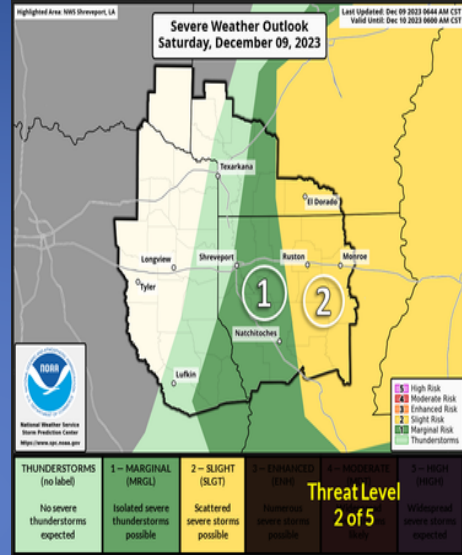 Highlighted Area: NWS Shreveport, LA
Last Updated: Dec 09 2023 0644 AM CST
Valid Until: Dec 10 2023 0600 AM CST
Severe Weather Outlook
Saturday, December 09, 2023
Texarkana
El Dorado
Longview
Shreveport
Ruston
Monroe
Tyler
1
2
Natchitoches
Lufkin
NOAA
National Weather Service
Storm Prediction Center
https://www.spc.noaa.gov
5 High Risk
4 Moderate Risk
3 Enhanced Risk
2 Slight Risk
1 Marginal Risk
Thunderstorms
THUNDERSTORMS
(no label)
No severe
thunderstorms
expected
1 – MARGINAL
(MRGL)
Isolated severe
thunderstorms
possible
2 – SLIGHT
(SLGT)
Scattered
severe storms
possible
3 – ENHANCED
(ENH)
Numerous
severe storms
possible
4 – MODERATE
likely
5 – HIGH
(HIGH)
Widespread
severe storms
expected
Threat Level
2 of 5